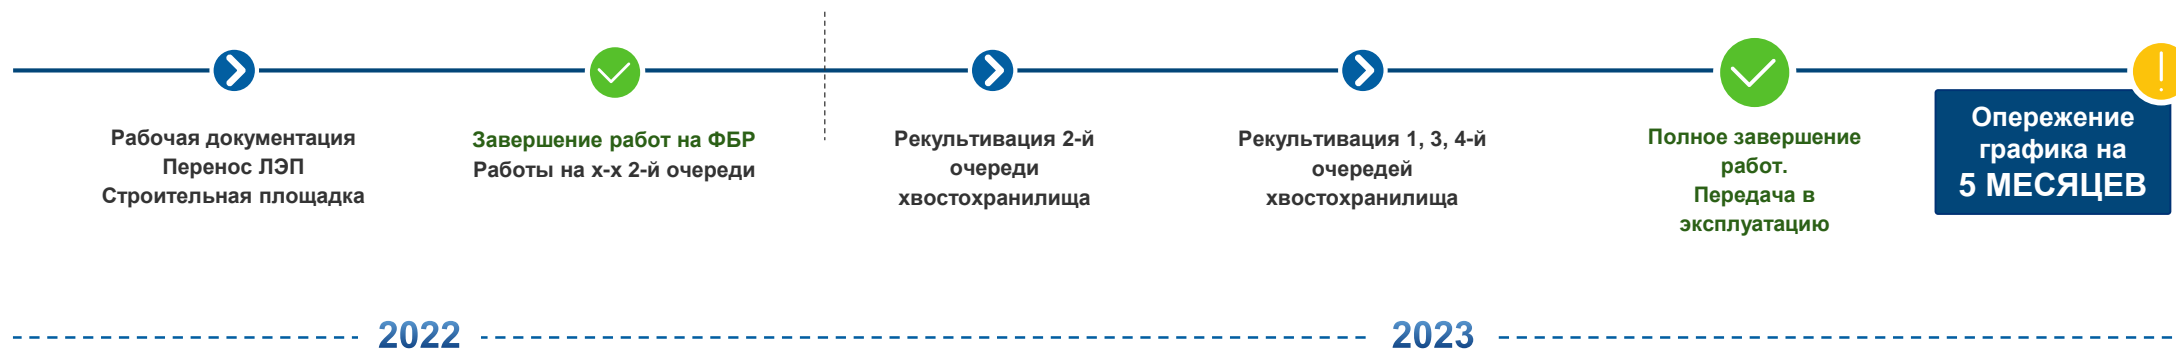 Рабочая документация
Перенос ЛЭП
Строительная площадка
Завершение работ на ФБР
Работы на х-х 2-й очереди
Рекультивация 2-й
очереди
хвостохранилища
Рекультивация 1, 3, 4-й
очередей
хвостохранилища
Полное завершение
работ.
Передача в
эксплуатацию
Опережение
графика на
5 МЕСЯЦЕВ
2022
2023